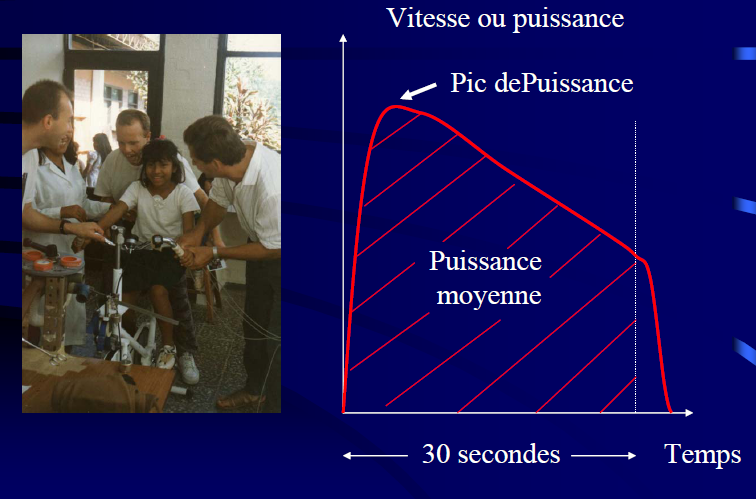 Vitesse ou puissance
Pic dePuissance
Puissance
moyenne
30 secondes
Temps